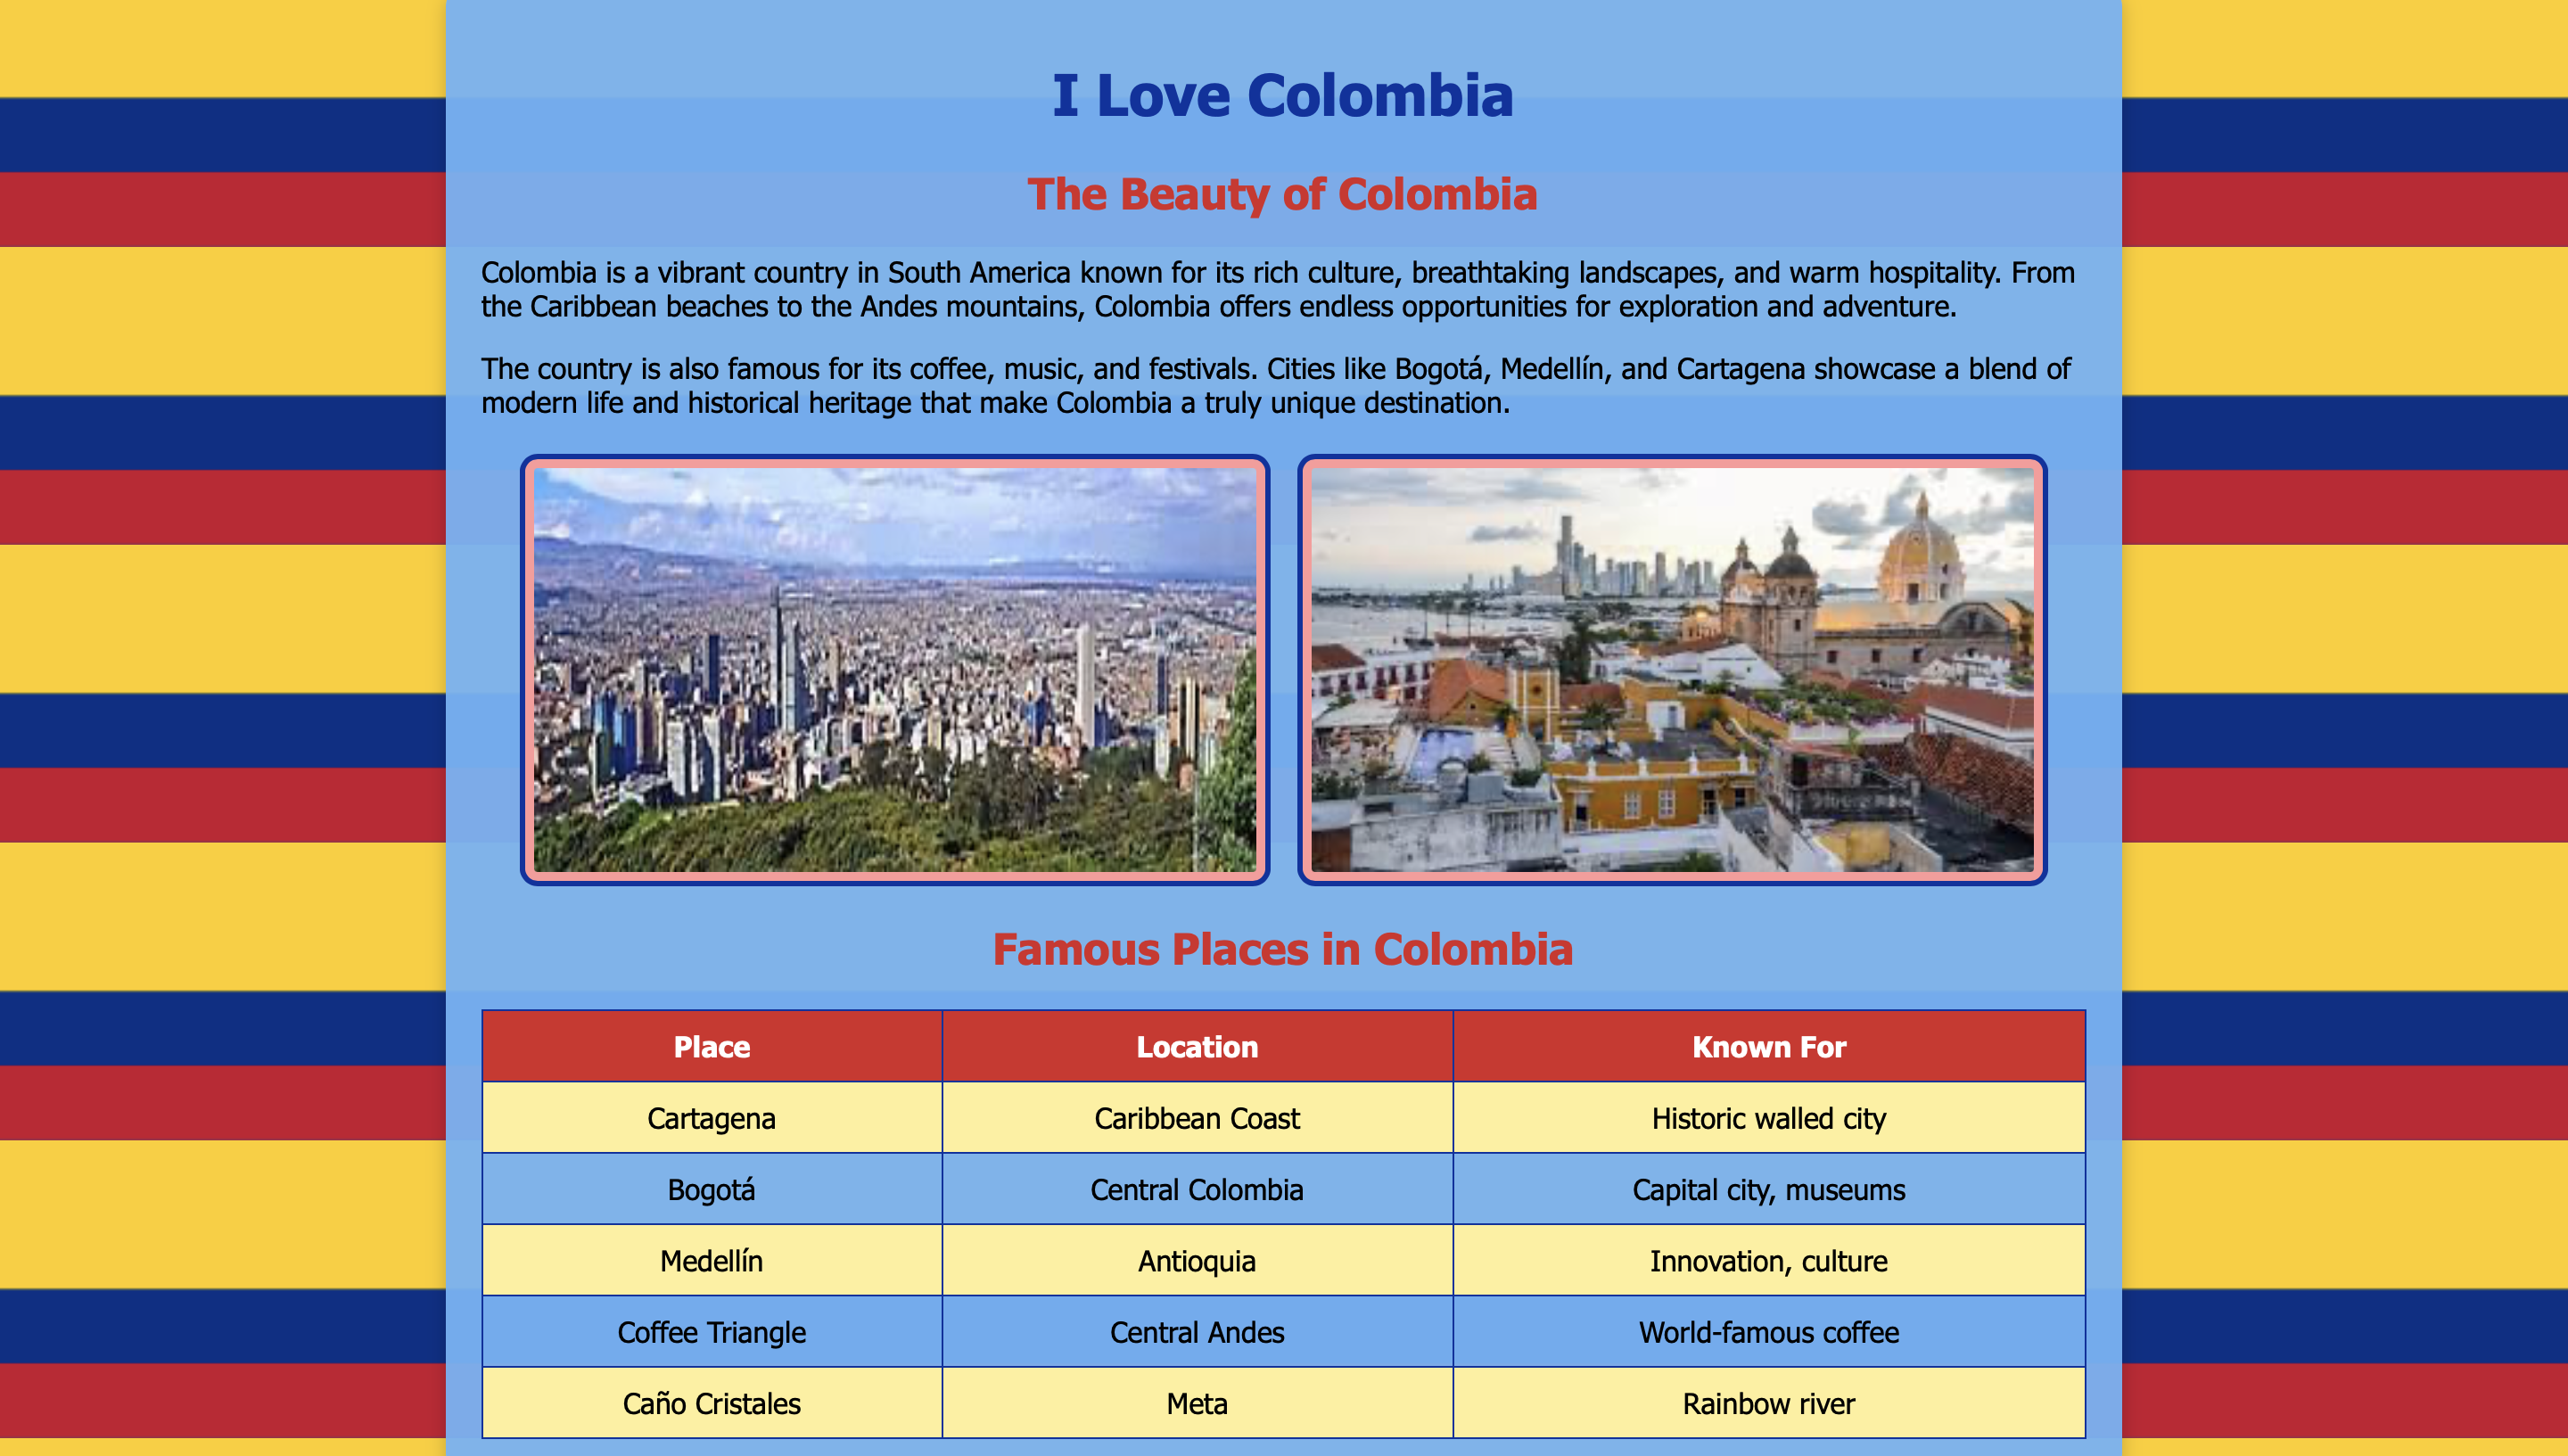 I Love Colombia
The Beauty of Colombia
Colombia is a vibrant country in South America known for its rich culture, breathtaking landscapes, and warm hospitality. From
the Caribbean beaches to the Andes mountains, Colombia offers endless opportunities for exploration and adventure.
The country is also famous for its coffee, music, and festivals. Cities like Bogotá, Medellín, and Cartagena showcase a blend of
modern life and historical heritage that make Colombia a truly unique destination.
Famous Places in Colombia
Place Location Known For
Cartagena Caribbean Coast Historic walled city
Bogotá Central Colombia Capital city, museums
Medellín Antioquia Innovation, culture
Coffee Triangle Central Andes World-famous coffee
Caño Cristales Meta Rainbow river